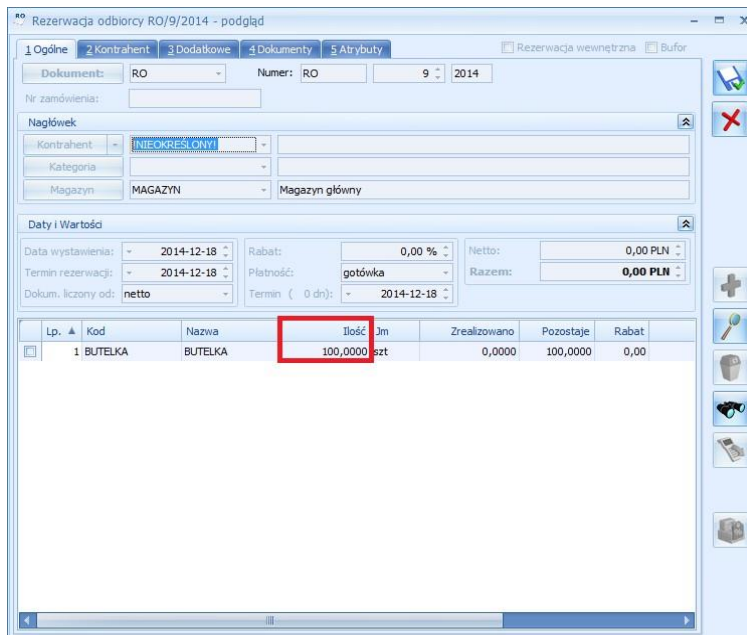 RO Rezerwacja odbiorcy RO/9/2014 - podgląd
1 Ogólne 2 Kontrahent 3 Dodatkowe 4 Dokumenty 5 Atrybuty Rezerwacja wewnętrzna Bufor
Dokument: RO Numer: RO 9 2014
Nr zamówienia:
Nagłówek
Kontrahent !NIEOKREŚLONY!
Kategoria
Magazyn MAGAZYN Magazyn główny
Daty i Wartości
Data wystawienia: 2014-12-18 Rabat: 0,00 % Netto: 0,00 PLN
Termin rezerwacji: 2014-12-18 Płatność: gotówka Razem: 0,00 PLN
Dokum. liczony od: netto Termin ( 0 dn): 2014-12-18
Lp. Kod Nazwa Ilość Jm Zrealizowano Pozostaje Rabat
1 BUTELKA BUTELKA 100,0000 szt 0,0000 100,0000 0,00